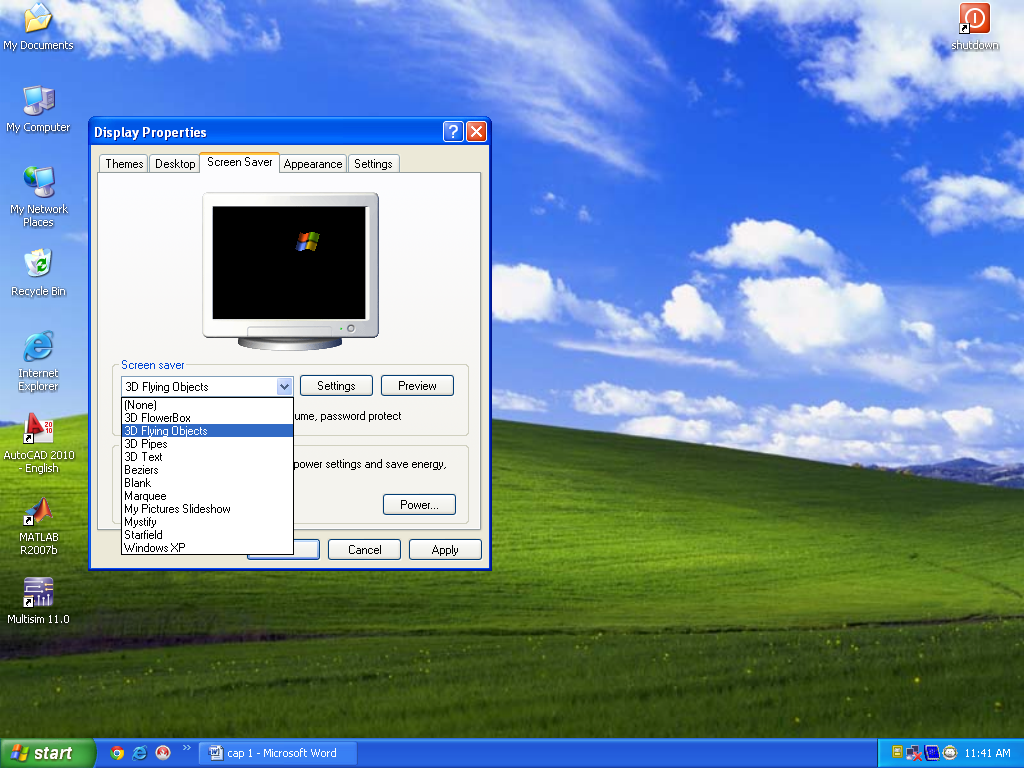 My Documents
shutdown
My Computer
My Network
Places
Recycle Bin
Internet
Explorer
AutoCAD 2010
- English
MATLAB
R2007b
Multisim 11.0
Display Properties
?
Themes
Desktop
Screen Saver
Appearance
Settings
Screen saver
3D Flying Objects
Settings
Preview
(None)
3D FlowerBox
3D Flying Objects
3D Pipes
3D Text
Beziers
Blank
Marquee
My Pictures Slideshow
Mystify
Starfield
Windows XP
ume, password protect
power settings and save energy,
Power...
Cancel
Apply
start
cap 1 - Microsoft Word
11:41 AM